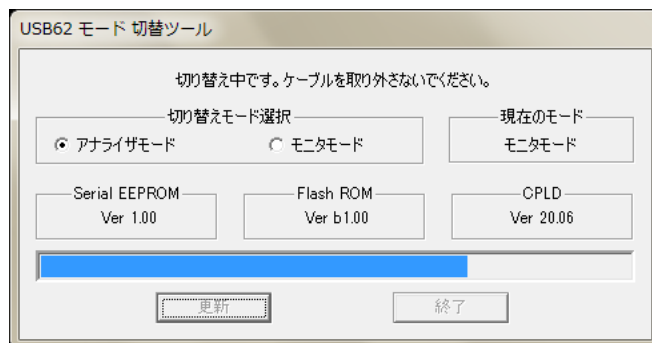 USB62 モード 切替ツール
切り替え中です。ケーブルを取り外さないでください。
切り替えモード選択
現在のモード
アナライザモード
モニタモード
モニタモード
Serial EEPROM
Flash ROM
CPLD
Ver 1.00
Ver b1.00
Ver 20.06
更新
終了